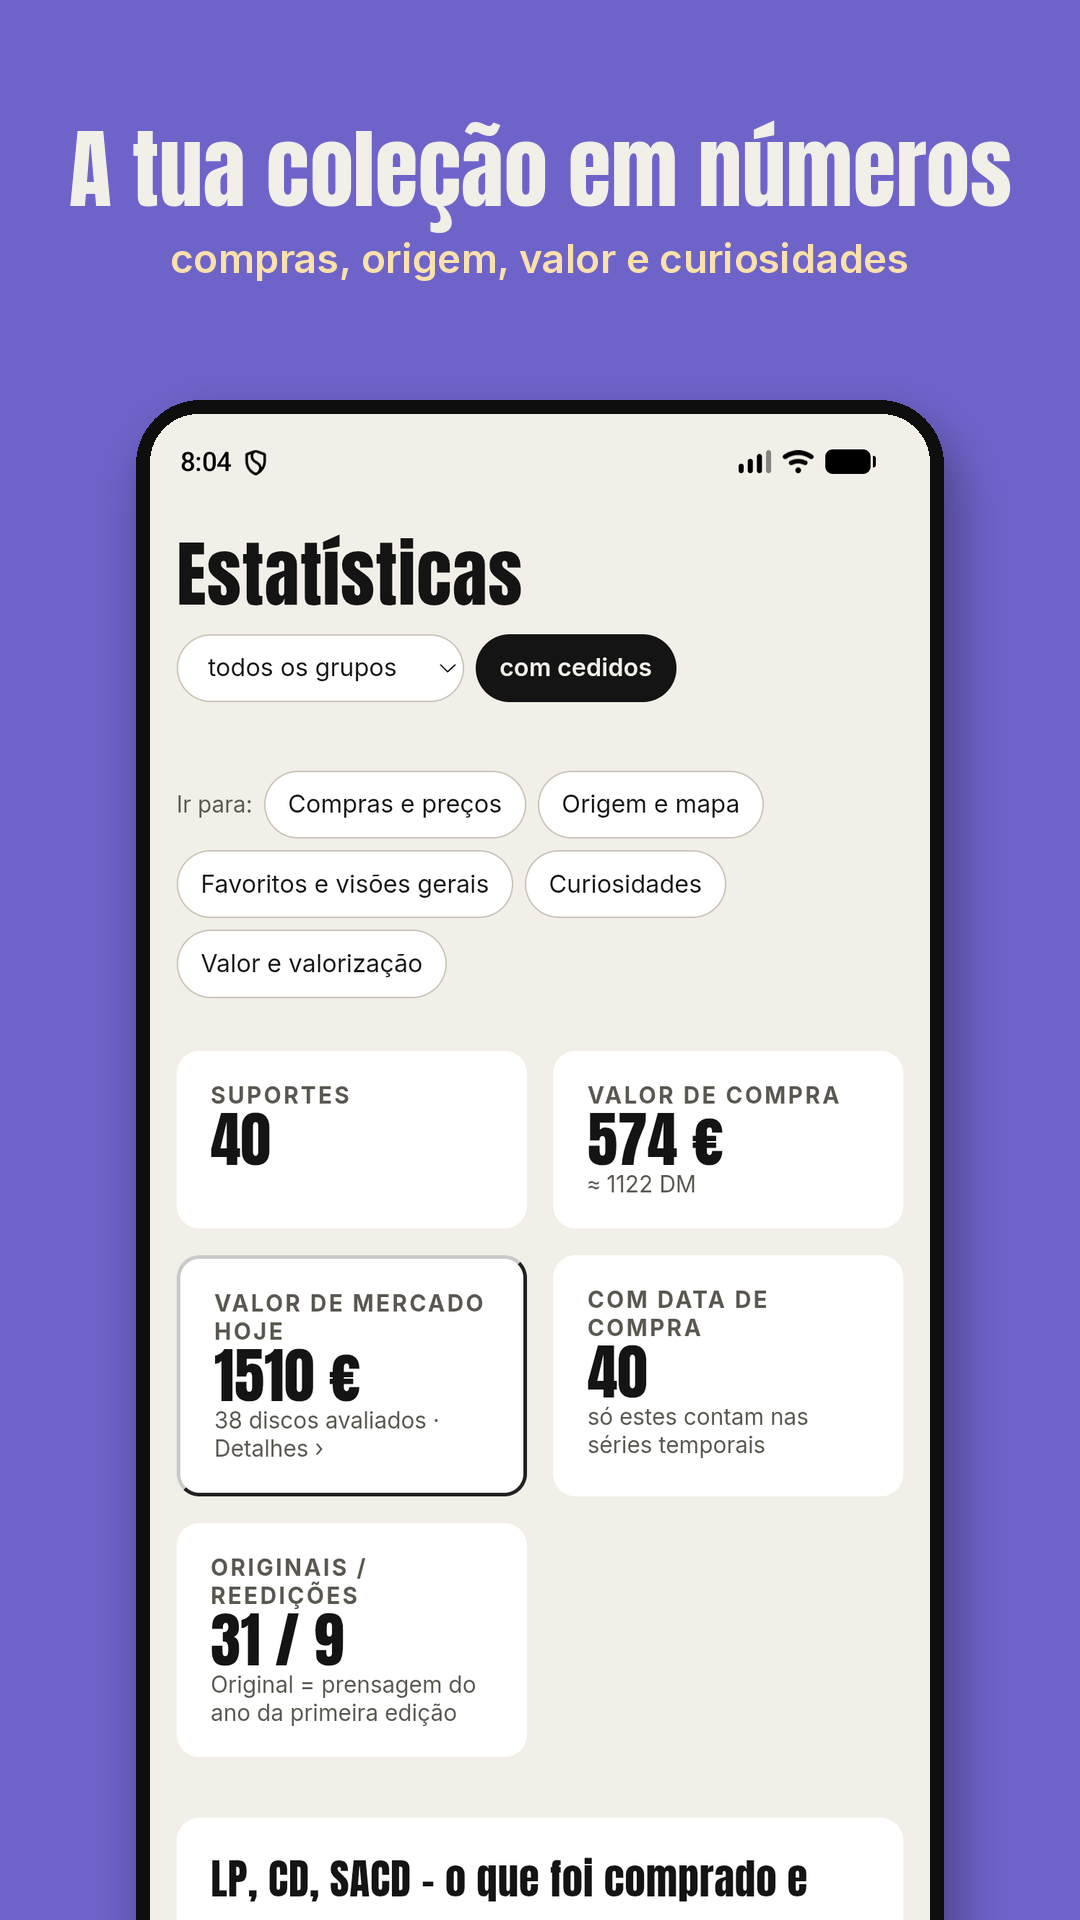 A tua coleção em números
compras, origem, valor e curiosidades
8:04
Estatísticas
todos os grupos
com cedidos
Ir para:
Compras e preços
Origem e mapa
Favoritos e visões gerais
Curiosidades
Valor e valorização
SUPORTES
40
VALOR DE COMPRA
574 €
≈ 1122 DM
VALOR DE MERCADO
HOJE
1510 €
38 discos avaliados ·
Detalhes ›
COM DATA DE
COMPRA
40
só estes contam nas
séries temporais
ORIGINAIS /
REEDIÇÕES
31 / 9
Original = prensagem do
ano da primeira edição
LP, CD, SACD – o que foi comprado e